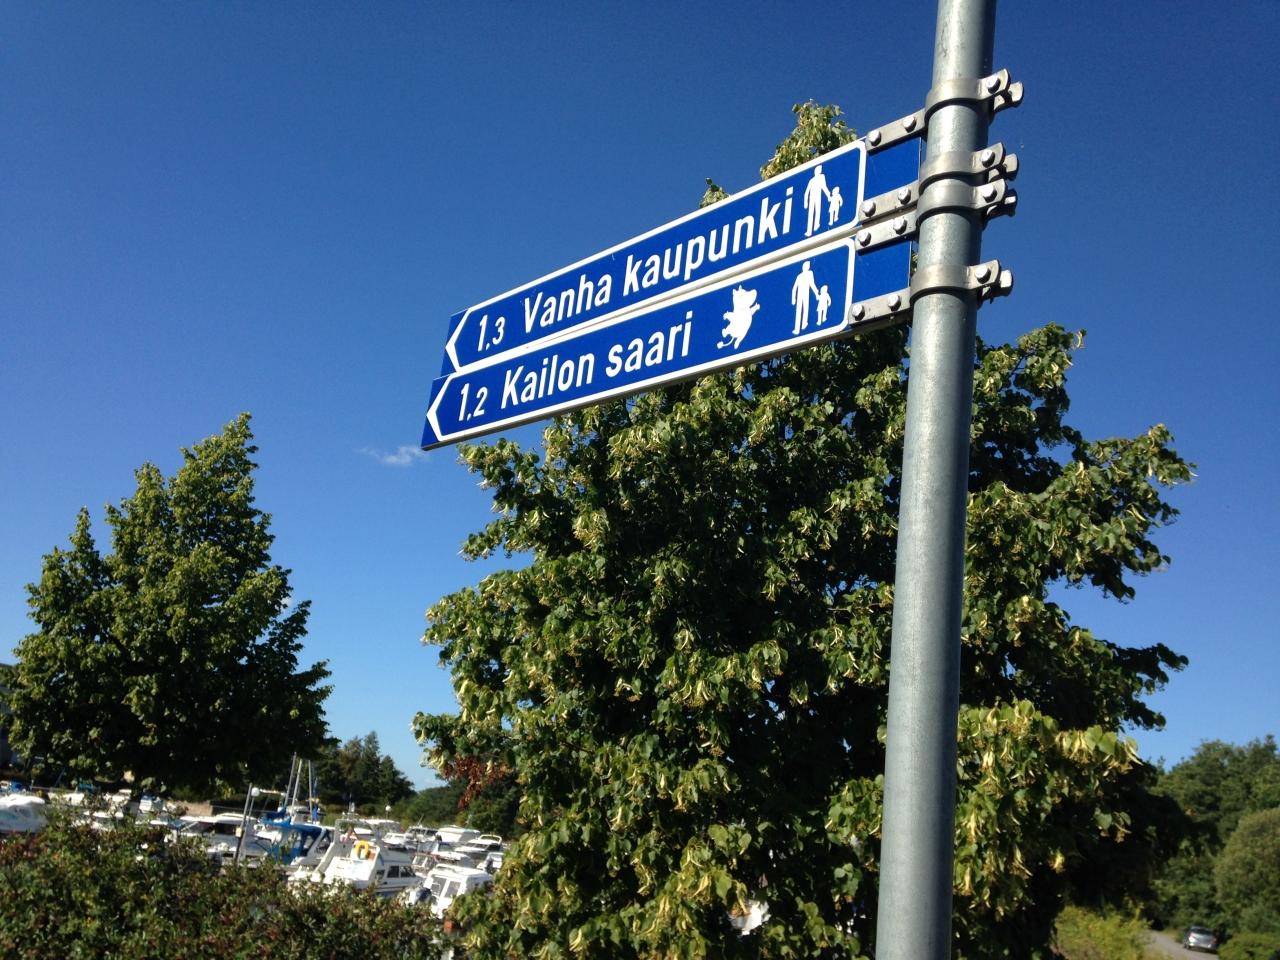 1,3 Vanha kaupunki
1,2 Kailon saari